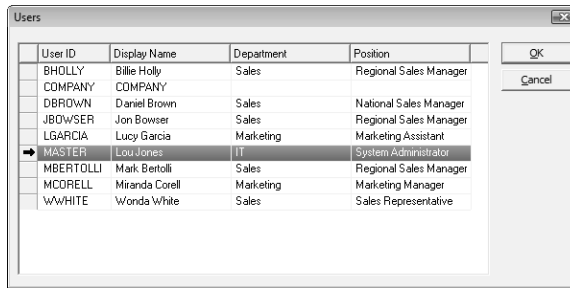 Users
User ID Display Name Department Position
BHOLLY Billie Holly Sales Regional Sales Manager
COMPANY COMPANY
DBROWN Daniel Brown Sales National Sales Manager
JBOWSER Jon Bowser Sales Regional Sales Manager
LGARCIA Lucy Garcia Marketing Marketing Assistant
MASTER Lou Jones IT System Administrator
MBERTOLLI Mark Bertolli Sales Regional Sales Manager
MCORELL Miranda Corell Marketing Marketing Manager
WWHITE Wonda White Sales Sales Representative
OK
Cancel